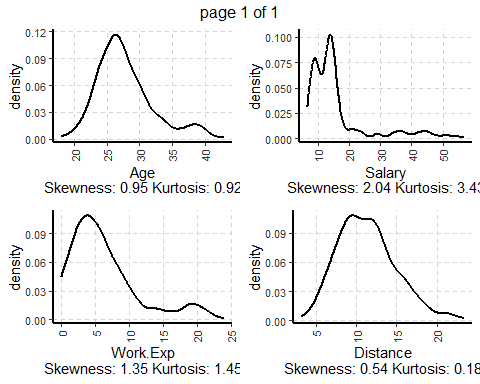 page 1 of 1
0.12
0.09
0.06
0.03
0.00
density
20
25
30
35
40
Age
Skewness: 0.95 Kurtosis: 0.92
0.100
0.075
0.050
0.025
0.000
density
10
20
30
40
50
Salary
Skewness: 2.04 Kurtosis: 3.43
0.09
0.06
0.03
0.00
density
0
5
10
15
20
25
Work.Exp
Skewness: 1.35 Kurtosis: 1.45
0.09
0.06
0.03
0.00
density
5
10
15
20
Distance
Skewness: 0.54 Kurtosis: 0.18